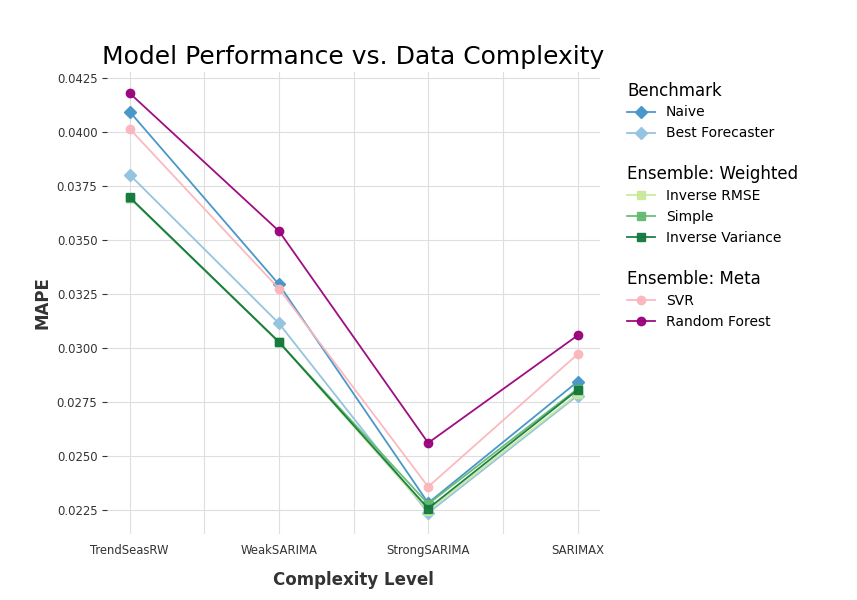 Model Performance vs. Data Complexity
0.0425
0.0400
0.0375
0.0350
0.0325
0.0300
0.0275
0.0250
0.0225
MAPE
TrendSeasRW
WeakSARIMA
StrongSARIMA
SARIMAX
Complexity Level
Benchmark
Naive
Best Forecaster
Ensemble: Weighted
Inverse RMSE
Simple
Inverse Variance
Ensemble: Meta
SVR
Random Forest